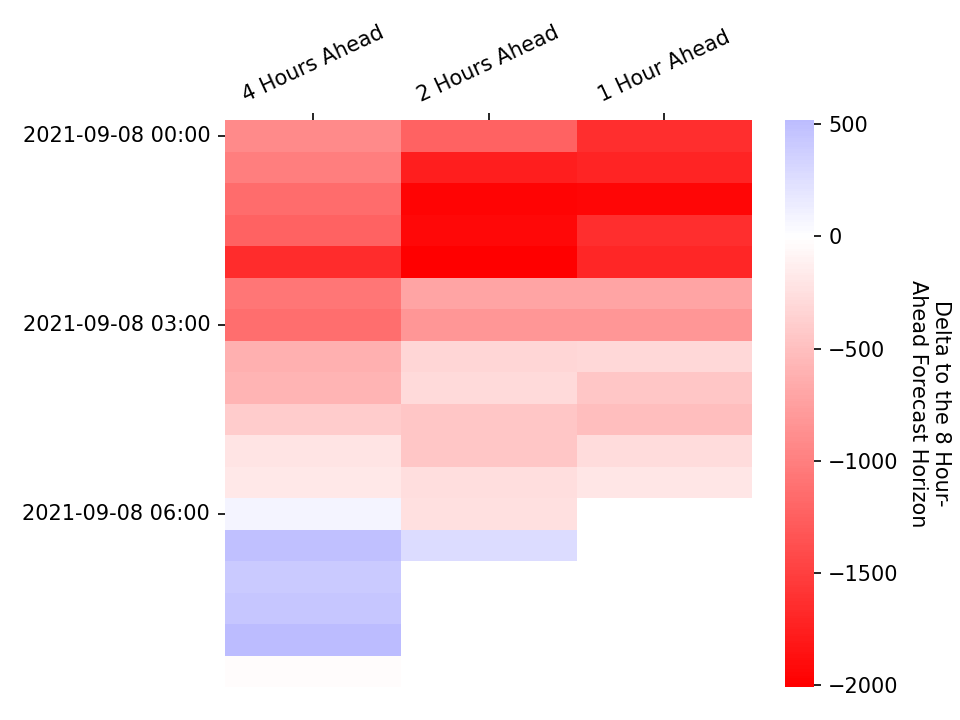 4 Hours Ahead
2 Hours Ahead
1 Hour Ahead
2021-09-08 00:00
2021-09-08 03:00
2021-09-08 06:00
500
0
−500
−1000
−1500
−2000
Delta to the 8 Hour-
Ahead Forecast Horizon